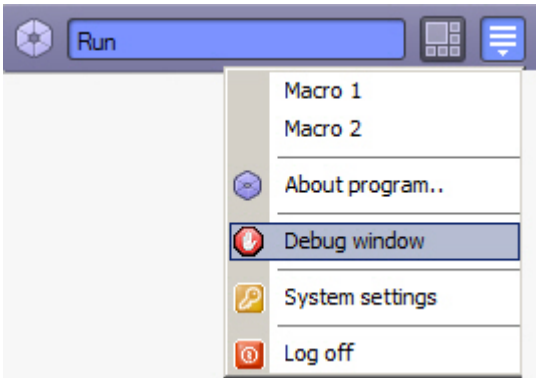 Run
Macro 1
Macro 2
About program..
Debug window
System settings
Log off